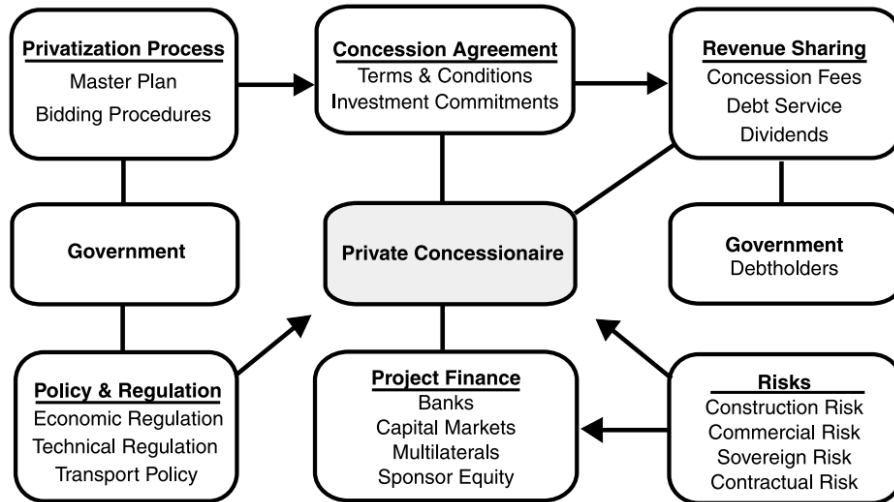 Privatization Process
Master Plan
Bidding Procedures
Concession Agreement
Terms & Conditions
Investment Commitments
Revenue Sharing
Concession Fees
Debt Service
Dividends
Government
Private Concessionaire
Government
Debtholders
Policy & Regulation
Economic Regulation
Technical Regulation
Transport Policy
Project Finance
Banks
Capital Markets
Multilaterals
Sponsor Equity
Risks
Construction Risk
Commercial Risk
Sovereign Risk
Contractual Risk